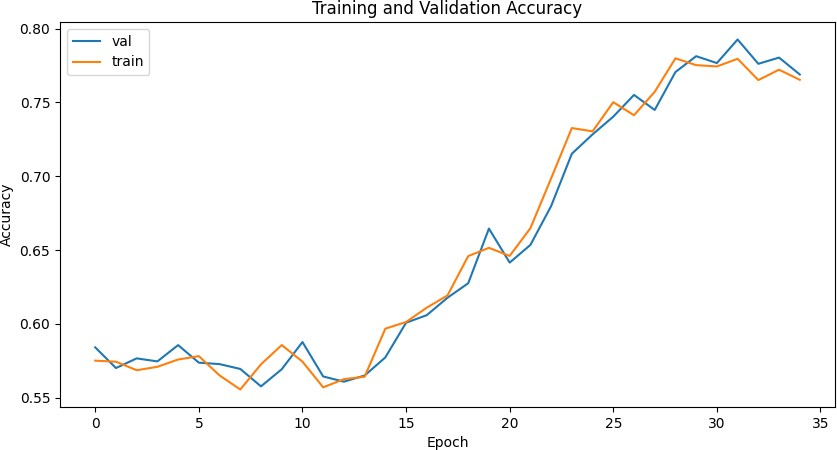 Training and Validation Accuracy
val
train
0.80
0.75
0.70
0.65
0.60
0.55
Accuracy
0 5 10 15 20 25 30 35
Epoch